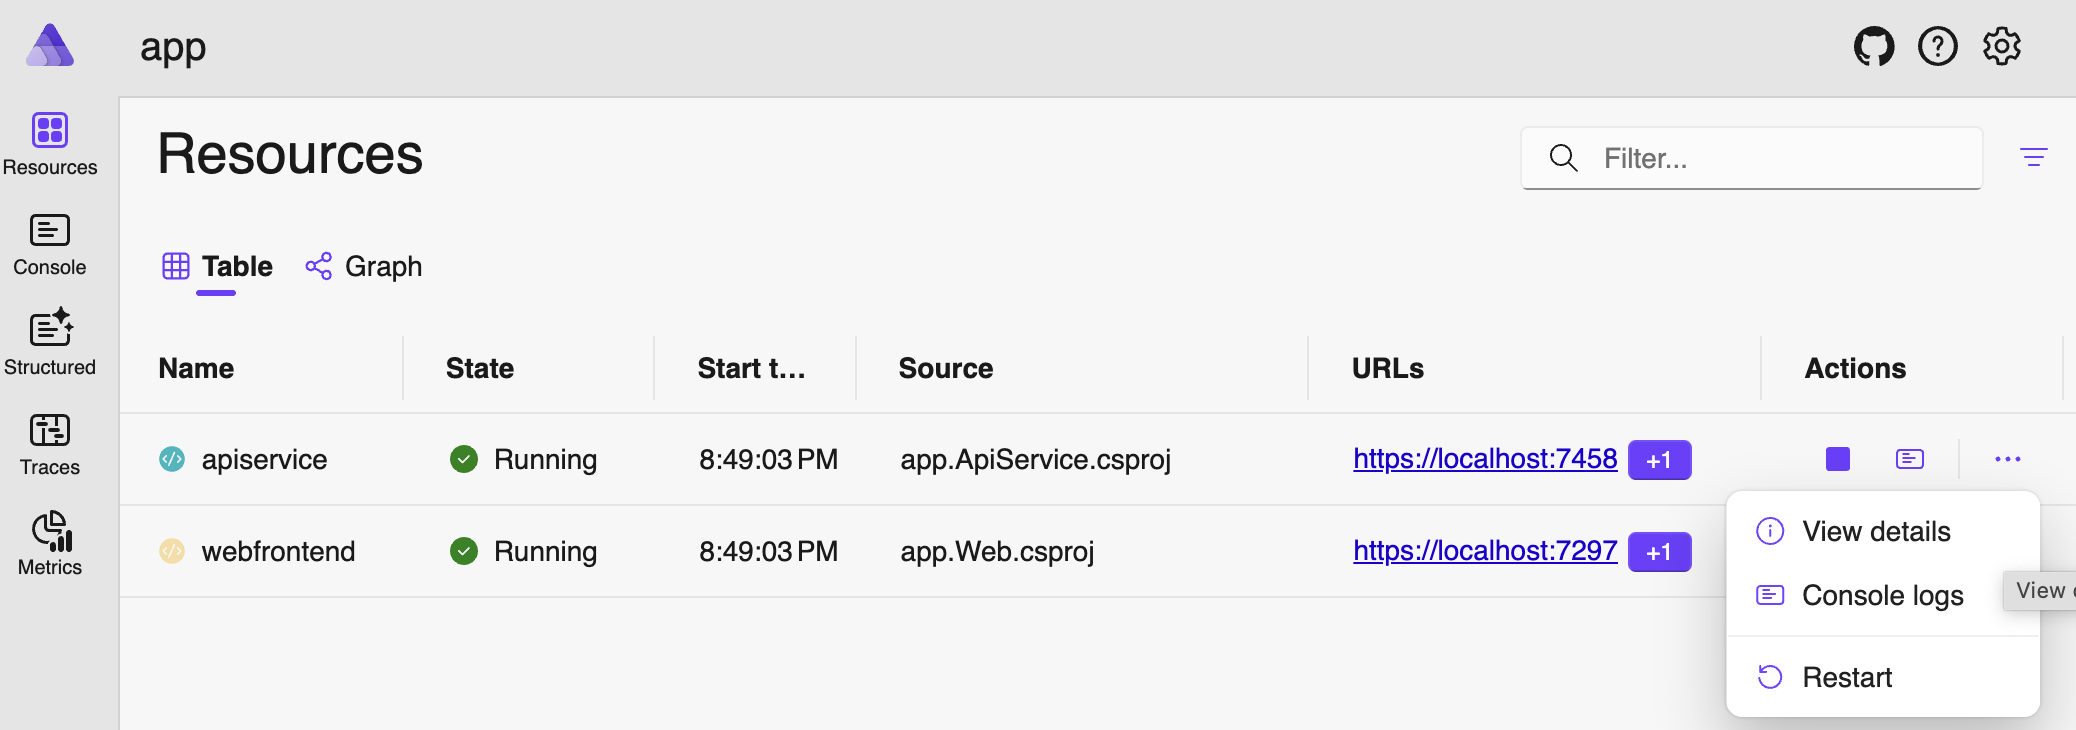 app
Resources
Console
Structured
Traces
Metrics
Resources
Filter...
Table Graph
Name State Start t... Source URLs Actions
apiservice Running 8:49:03 PM app.ApiService.csproj https://localhost:7458 +1
webfrontend Running 8:49:03 PM app.Web.csproj https://localhost:7297 +1
View details
Console logs
Restart
View